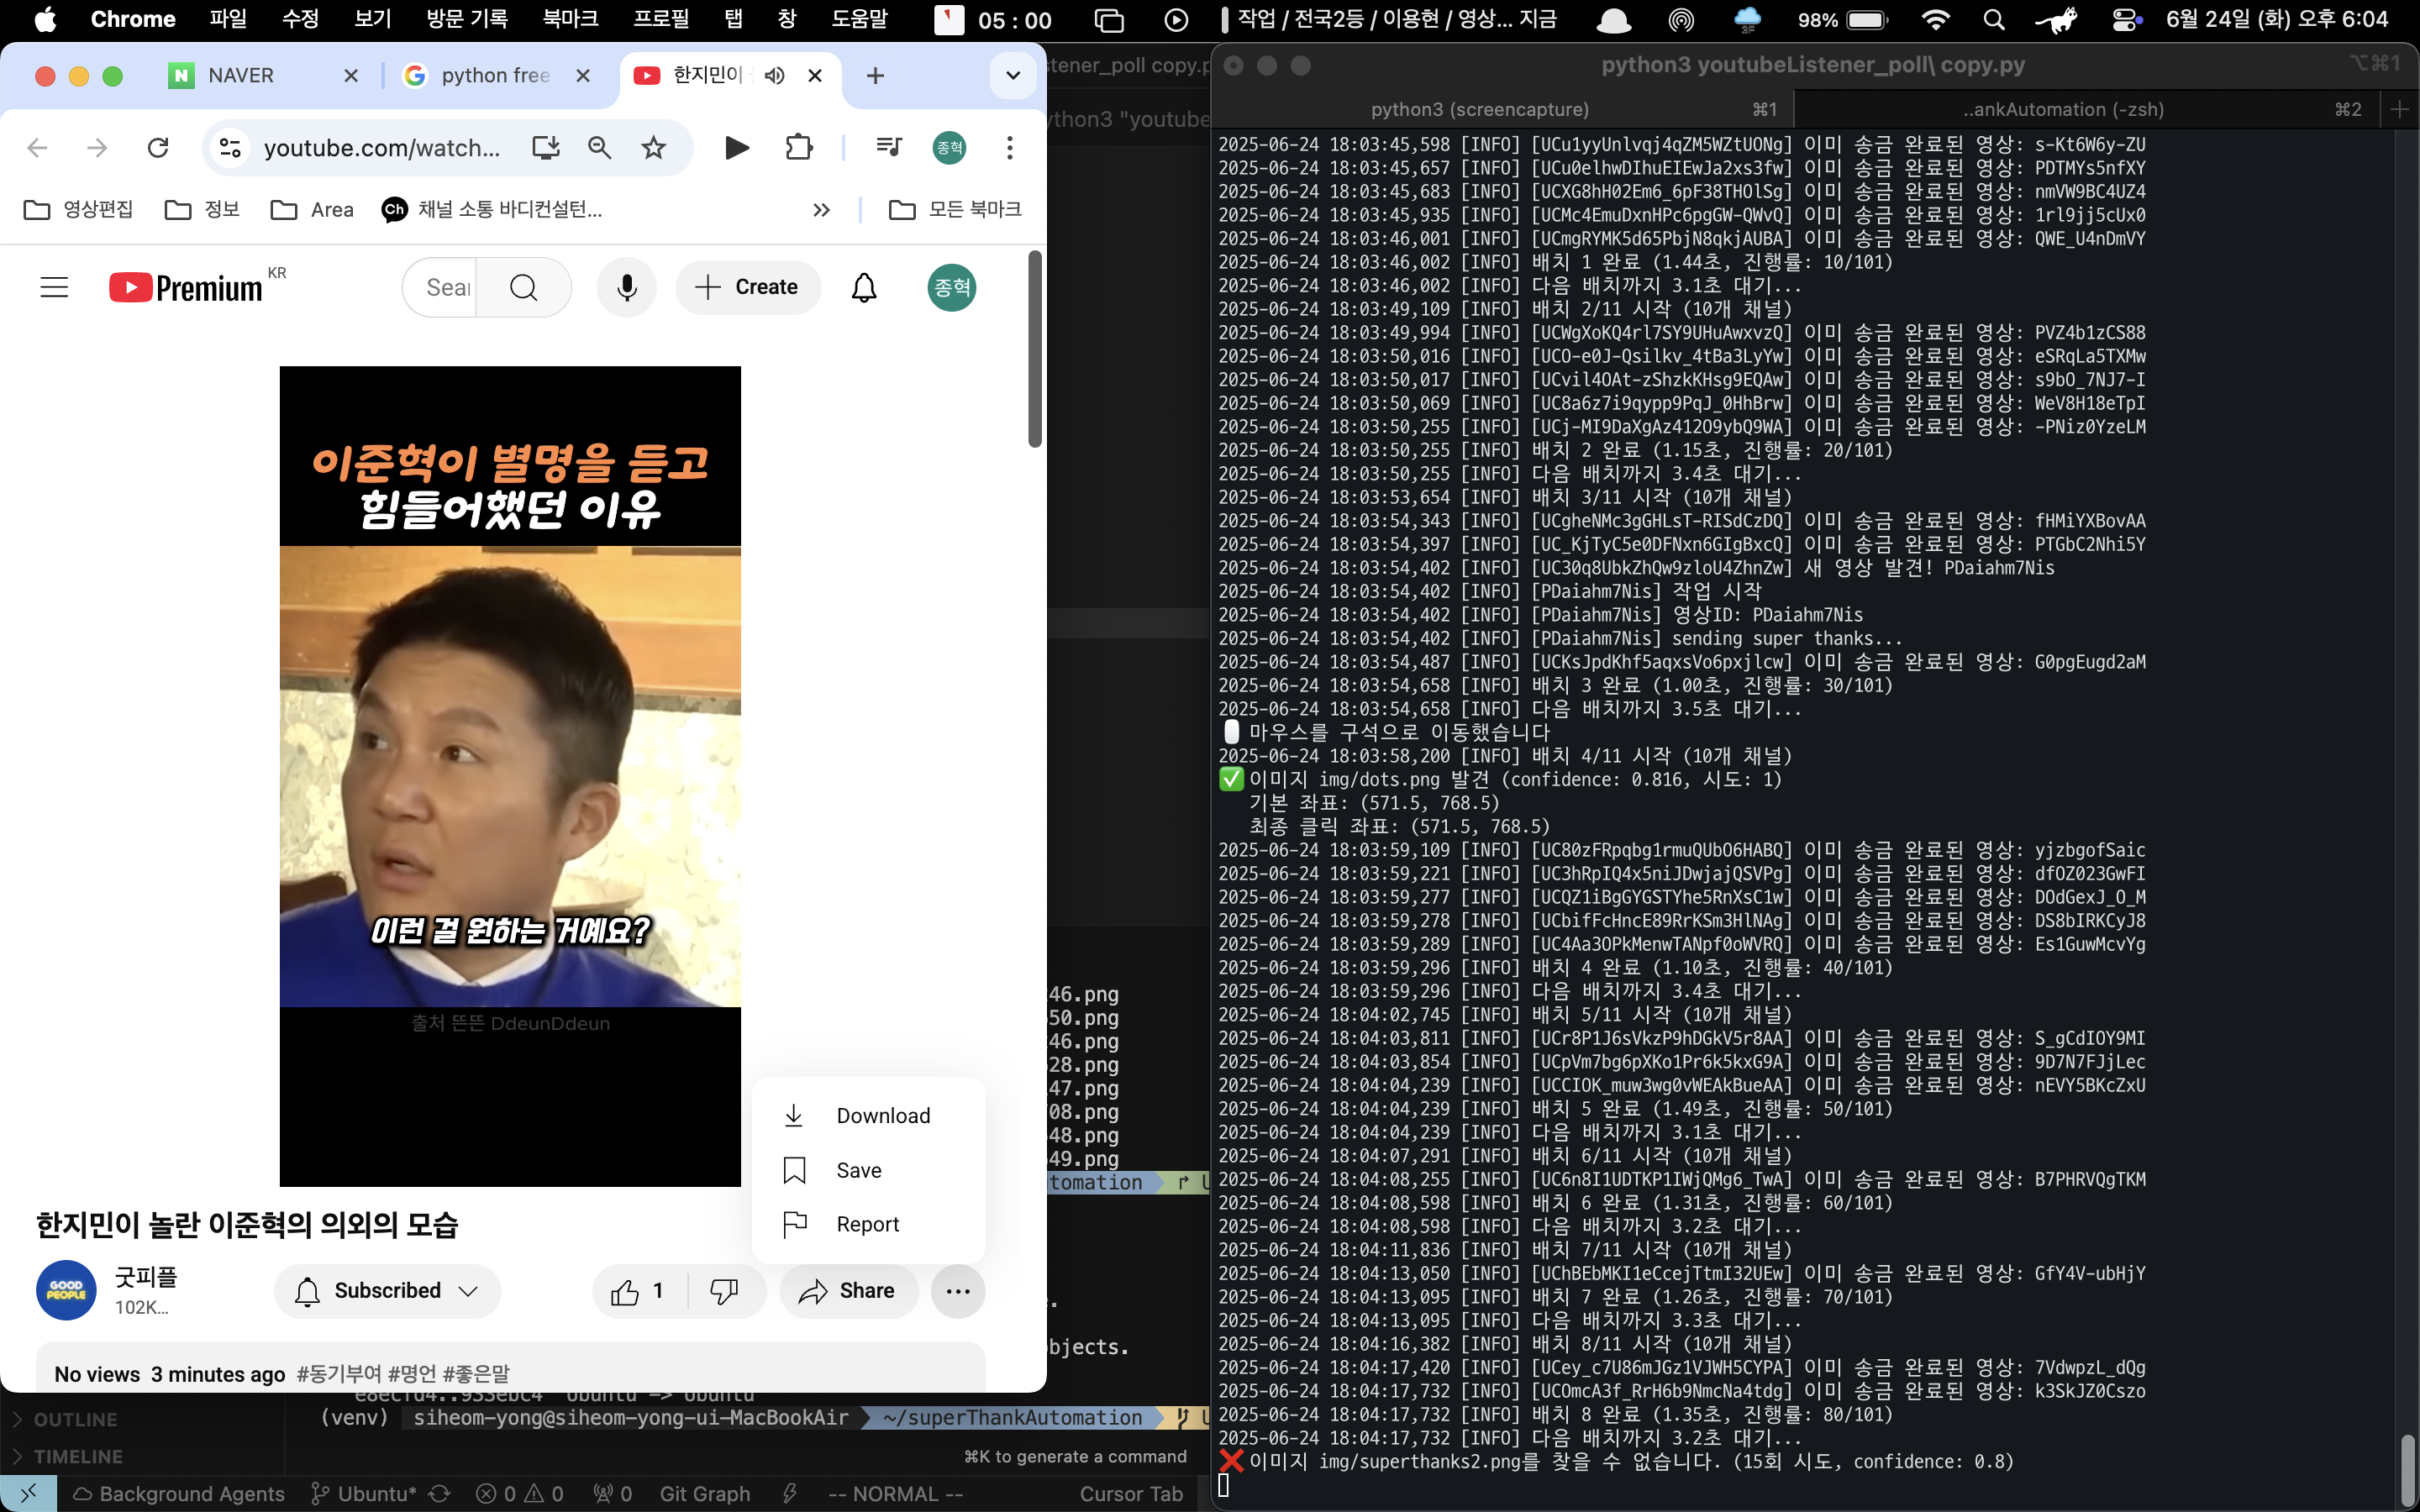 Chrome 파일 수정 보기 방문 기록 북마크 프로필 탭 창 도움말 05 : 00 작업 / 전국2등 / 이용현 / 영상... 지금 3F 98% 6월 24일 (화) 오후 6:04
NAVER
python free
한지민이
youtube.com/watch...
종혁
영상편집
정보
Area
Ch 채널 소통 바디컨설턴...
모든 북마크
Premium KR
Sear
Create
종혁
이준혁이 별명을 듣고
힘들어했던 이유
이런 걸 원하는 거예요?
출처 뜬뜬 DdeunDdeun
Download
Save
Report
한지민이 놀란 이준혁의 의외의 모습
GOOD PEOPLE
굿피플
102K...
Subscribed
1
Share
No views 3 minutes ago #동기부여 #명언 #좋은말
stener_poll copy.p
ython3 "youtube
46.png
50.png
46.png
28.png
47.png
08.png
48.png
49.png
tomation
bjects.
e8ecfd4..933ebc4 Ubuntu -> Ubuntu
(venv) siheom-yong@siheom-yong-ui-MacBookAir ~/superThankAutomation
OUTLINE
TIMELINE
⌘K to generate a command
Background Agents Ubuntu* 0 0 0 Git Graph -- NORMAL -- Cursor Tab
python3 youtubeListener_poll\ copy.py ⌥⌘1
python3 (screencapture) ⌘1 ..ankAutomation (-zsh) ⌘2
2025-06-24 18:03:45,598 [INFO] [UCu1yyUnlvqj4qZM5WZtUONg] 이미 송금 완료된 영상: s-Kt6W6y-ZU
2025-06-24 18:03:45,657 [INFO] [UCu0elhwDIhuEIEwJa2xs3fw] 이미 송금 완료된 영상: PDTMYs5nfXY
2025-06-24 18:03:45,683 [INFO] [UCXG8hH02Em6_6pF38THOlSg] 이미 송금 완료된 영상: nmVW9BC4UZ4
2025-06-24 18:03:45,935 [INFO] [UCMc4EmuDxnHPc6pgGW-QWvQ] 이미 송금 완료된 영상: 1rl9jj5cUx0
2025-06-24 18:03:46,001 [INFO] [UCmgRYMK5d65PbjN8qkjAUBA] 이미 송금 완료된 영상: QWE_U4nDmVY
2025-06-24 18:03:46,002 [INFO] 배치 1 완료 (1.44초, 진행률: 10/101)
2025-06-24 18:03:46,002 [INFO] 다음 배치까지 3.1초 대기...
2025-06-24 18:03:49,109 [INFO] 배치 2/11 시작 (10개 채널)
2025-06-24 18:03:49,994 [INFO] [UCWgXoKQ4rl7SY9UHuAwxvzQ] 이미 송금 완료된 영상: PVZ4b1zCS88
2025-06-24 18:03:50,016 [INFO] [UCO-e0J-Qsilkv_4tBa3LyYw] 이미 송금 완료된 영상: eSRqLa5TXMw
2025-06-24 18:03:50,017 [INFO] [UCvil4OAt-zShzkKHsg9EQAw] 이미 송금 완료된 영상: s9bO_7NJ7-I
2025-06-24 18:03:50,069 [INFO] [UC8a6z7i9qypp9PqJ_0HhBrw] 이미 송금 완료된 영상: WeV8H18eTpI
2025-06-24 18:03:50,255 [INFO] [UCj-MI9DaXgAz412O9ybQ9WA] 이미 송금 완료된 영상: -PNiz0YzeLM
2025-06-24 18:03:50,255 [INFO] 배치 2 완료 (1.15초, 진행률: 20/101)
2025-06-24 18:03:50,255 [INFO] 다음 배치까지 3.4초 대기...
2025-06-24 18:03:53,654 [INFO] 배치 3/11 시작 (10개 채널)
2025-06-24 18:03:54,343 [INFO] [UCgheNMc3gGHLsT-RISdCzDQ] 이미 송금 완료된 영상: fHMiYXBovAA
2025-06-24 18:03:54,397 [INFO] [UC_KjTyC5e0DFNxn6GIgBxcQ] 이미 송금 완료된 영상: PTGbC2Nhi5Y
2025-06-24 18:03:54,402 [INFO] [UC30q8UbkZhQw9zloU4ZhnZw] 새 영상 발견! PDaiahm7Nis
2025-06-24 18:03:54,402 [INFO] [PDaiahm7Nis] 작업 시작
2025-06-24 18:03:54,402 [INFO] [PDaiahm7Nis] 영상ID: PDaiahm7Nis
2025-06-24 18:03:54,402 [INFO] [PDaiahm7Nis] sending super thanks...
2025-06-24 18:03:54,487 [INFO] [UCKsJpdKhf5aqxsVo6pxjlcw] 이미 송금 완료된 영상: G0pgEugd2aM
2025-06-24 18:03:54,658 [INFO] 배치 3 완료 (1.00초, 진행률: 30/101)
2025-06-24 18:03:54,658 [INFO] 다음 배치까지 3.5초 대기...
마우스를 구석으로 이동했습니다
2025-06-24 18:03:58,200 [INFO] 배치 4/11 시작 (10개 채널)
✅ 이미지 img/dots.png 발견 (confidence: 0.816, 시도: 1)
기본 좌표: (571.5, 768.5)
최종 클릭 좌표: (571.5, 768.5)
2025-06-24 18:03:59,109 [INFO] [UC80zFRpqbg1rmuQUbO6HABQ] 이미 송금 완료된 영상: yjzbgofSaic
2025-06-24 18:03:59,221 [INFO] [UC3hRpIQ4x5niJDwjajQSVPg] 이미 송금 완료된 영상: dfOZ023GwFI
2025-06-24 18:03:59,277 [INFO] [UCQZ1iBgGYGSTYhe5RnXsC1w] 이미 송금 완료된 영상: DOdGexJ_O_M
2025-06-24 18:03:59,278 [INFO] [UCbifFcHncE89RrKSm3HlNAg] 이미 송금 완료된 영상: DS8bIRKCyJ8
2025-06-24 18:03:59,289 [INFO] [UC4Aa3OPkMenwTANpf0oWVRQ] 이미 송금 완료된 영상: Es1GuwMcvYg
2025-06-24 18:03:59,296 [INFO] 배치 4 완료 (1.10초, 진행률: 40/101)
2025-06-24 18:03:59,296 [INFO] 다음 배치까지 3.4초 대기...
2025-06-24 18:04:02,745 [INFO] 배치 5/11 시작 (10개 채널)
2025-06-24 18:04:03,811 [INFO] [UCr8P1J6sVkzP9hDGkV5r8AA] 이미 송금 완료된 영상: S_gCdIOY9MI
2025-06-24 18:04:03,854 [INFO] [UCpVm7bg6pXKo1Pr6k5kxG9A] 이미 송금 완료된 영상: 9D7N7FJjLec
2025-06-24 18:04:04,239 [INFO] [UCCIOK_muw3wg0vWEAkBueAA] 이미 송금 완료된 영상: nEVY5BKcZxU
2025-06-24 18:04:04,239 [INFO] 배치 5 완료 (1.49초, 진행률: 50/101)
2025-06-24 18:04:04,239 [INFO] 다음 배치까지 3.1초 대기...
2025-06-24 18:04:07,291 [INFO] 배치 6/11 시작 (10개 채널)
2025-06-24 18:04:08,255 [INFO] [UC6n8I1UDTKP1IWjQMg6_TwA] 이미 송금 완료된 영상: B7PHRVQgTKM
2025-06-24 18:04:08,598 [INFO] 배치 6 완료 (1.31초, 진행률: 60/101)
2025-06-24 18:04:08,598 [INFO] 다음 배치까지 3.2초 대기...
2025-06-24 18:04:11,836 [INFO] 배치 7/11 시작 (10개 채널)
2025-06-24 18:04:13,050 [INFO] [UChBEbMKI1eCcejTtmI32UEw] 이미 송금 완료된 영상: GfY4V-ubHjY
2025-06-24 18:04:13,095 [INFO] 배치 7 완료 (1.26초, 진행률: 70/101)
2025-06-24 18:04:13,095 [INFO] 다음 배치까지 3.3초 대기...
2025-06-24 18:04:16,382 [INFO] 배치 8/11 시작 (10개 채널)
2025-06-24 18:04:17,420 [INFO] [UCey_c7U86mJGz1VJWH5CYPA] 이미 송금 완료된 영상: 7VdwpzL_dQg
2025-06-24 18:04:17,732 [INFO] [UCOmcA3f_RrH6b9NmcNa4tdg] 이미 송금 완료된 영상: k3SkJZ0Cszo
2025-06-24 18:04:17,732 [INFO] 배치 8 완료 (1.35초, 진행률: 80/101)
2025-06-24 18:04:17,732 [INFO] 다음 배치까지 3.2초 대기...
❌ 이미지 img/superthanks2.png를 찾을 수 없습니다. (15회 시도, confidence: 0.8)